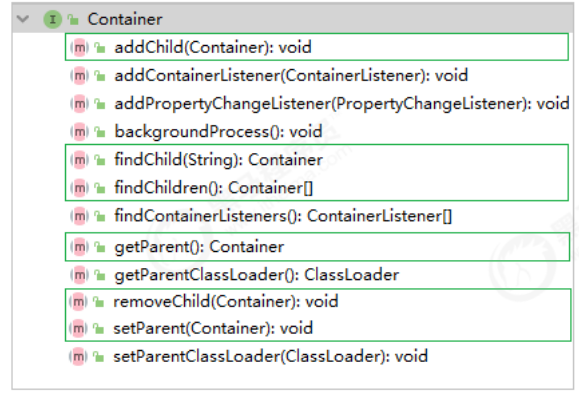 Container
addChild(Container): void
addContainerListener(ContainerListener): void
addPropertyChangeListener(PropertyChangeListener): void
backgroundProcess(): void
findChild(String): Container
findChildren(): Container[]
findContainerListeners(): ContainerListener[]
getParent(): Container
getParentClassLoader(): ClassLoader
removeChild(Container): void
setParent(Container): void
setParentClassLoader(ClassLoader): void